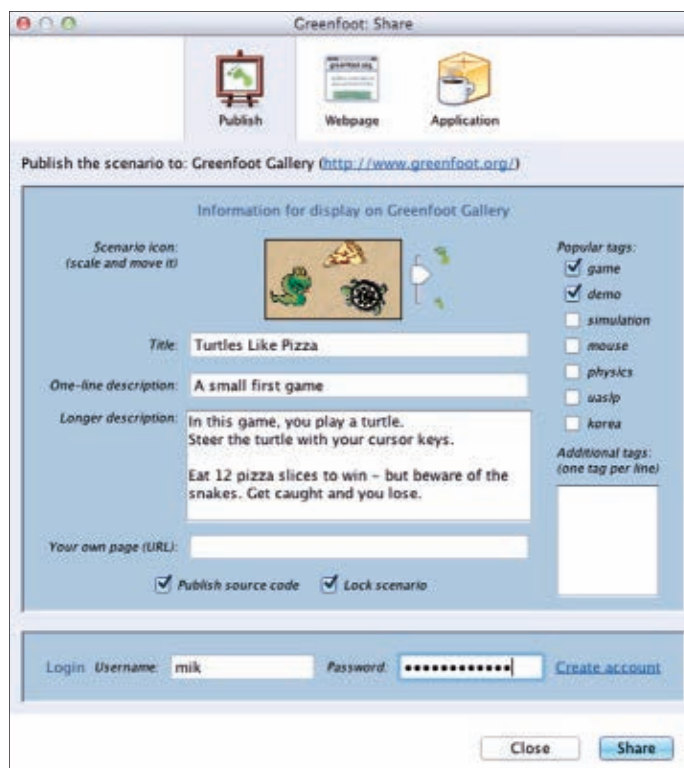 Greenfoot: Share
greenfoot.org
Publish
Webpage
Application
Publish the scenario to: Greenfoot Gallery (http://www.greenfoot.org/)
Information for display on Greenfoot Gallery
Scenario icon:
(scale and move it)
Popular tags:
game
demo
simulation
mouse
physics
uaslp
korea
Title:
Turtles Like Pizza
One-line description:
A small first game
Longer description:
In this game, you play a turtle.
Steer the turtle with your cursor keys.
Eat 12 pizza slices to win – but beware of the
snakes. Get caught and you lose.
Additional tags:
(one tag per line)
Your own page (URL):
Publish source code
Lock scenario
Login
Username:
mik
Password:
••••••••••••
Create account
Close
Share